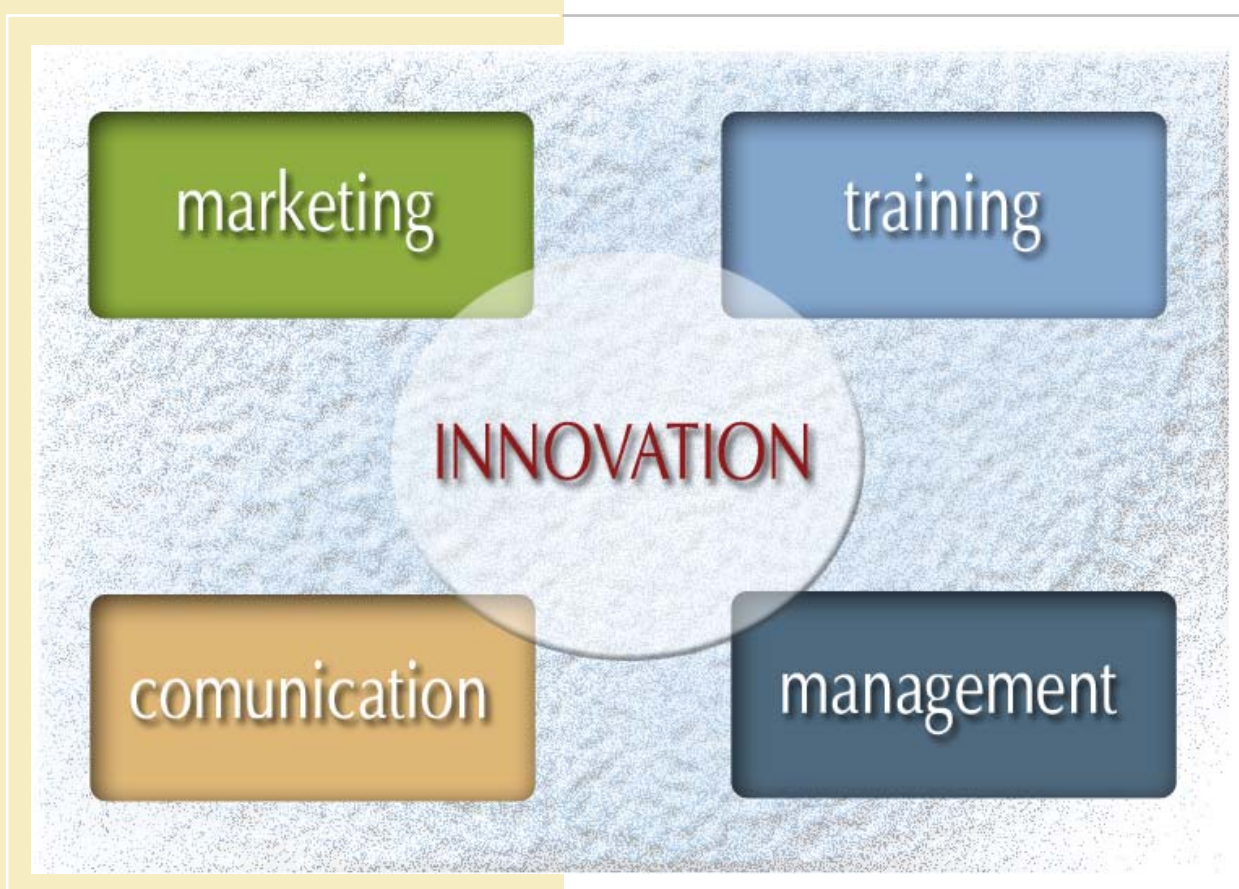 marketing
training
INNOVATION
comunication
management